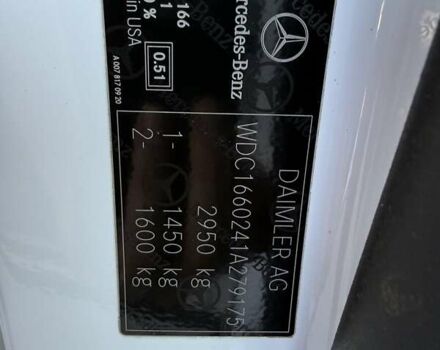 DAIMLER AG
WDC1660241A279175
2950 kg
1- 1450 kg
2- 1600 kg
Mercedes-Benz
166
1
0.51
%
in USA
A 007 817 09 20